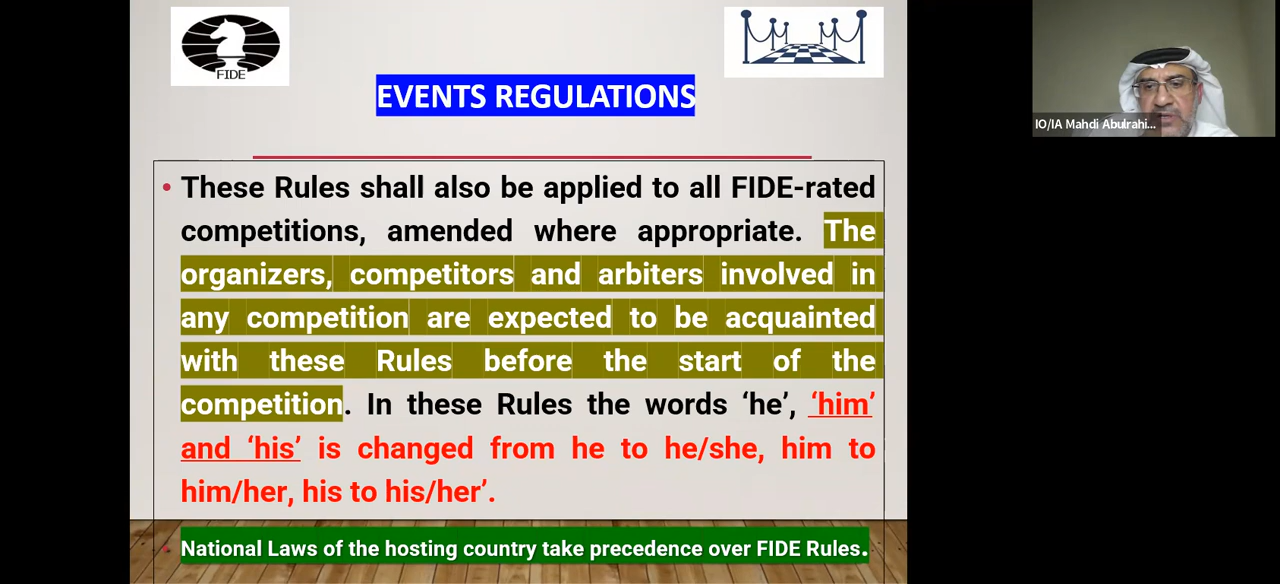 FIDE
EVENTS REGULATIONS
IO/IA Mahdi Abulrahi...
• These Rules shall also be applied to all FIDE-rated
competitions, amended where appropriate. The
organizers, competitors and arbiters involved in
any competition are expected to be acquainted
with these Rules before the start of the
competition. In these Rules the words ‘he’, ‘him’
and ‘his’ is changed from he to he/she, him to
him/her, his to his/her’.
• National Laws of the hosting country take precedence over FIDE Rules.